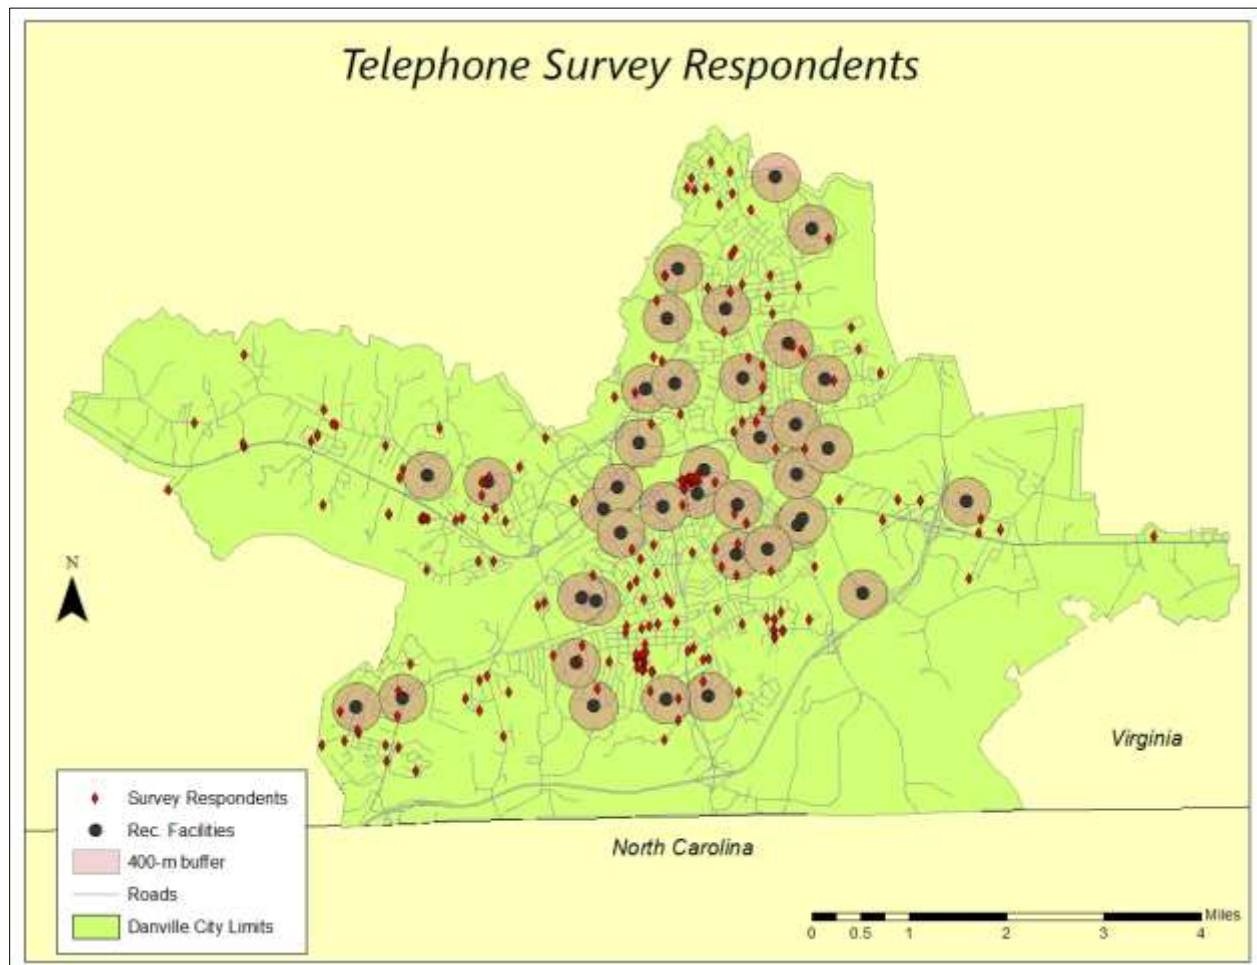 Telephone Survey Respondents
N
Virginia
North Carolina
Survey Respondents
Rec. Facilities
400-m buffer
Roads
Danville City Limits
Miles
0 0.5 1 2 3 4